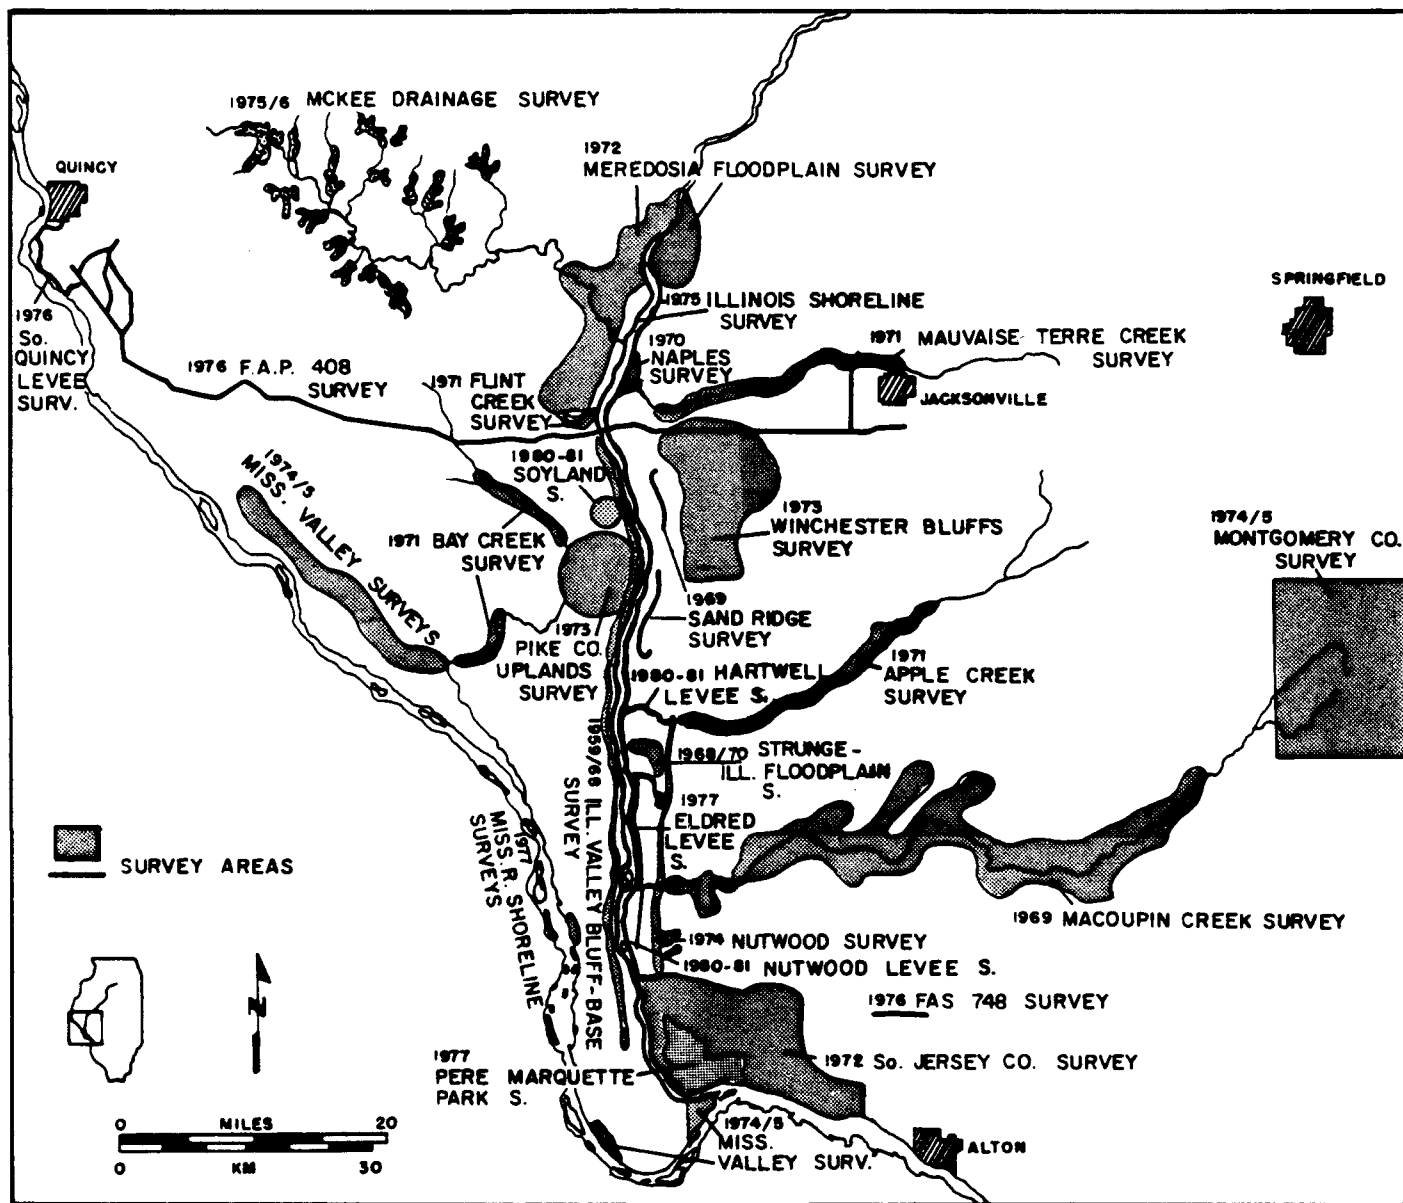 1975/6 MCKEE DRAINAGE SURVEY
QUINCY
1972
MEREDOSIA FLOODPLAIN SURVEY
SPRINGFIELD
1976
So.
QUINCY
LEVEE
SURV.
1975 ILLINOIS SHORELINE
SURVEY
1970
NAPLES
SURVEY
1971 MAUVAISE TERRE CREEK
SURVEY
JACKSONVILLE
1976 F.A.P. 408
SURVEY
1971 FLINT
CREEK
SURVEY
1980-81
SOYLAND
S.
1974/5
MISS. VALLEY SURVEYS
1971 BAY CREEK
SURVEY
1973
WINCHESTER BLUFFS
SURVEY
1974/5
MONTGOMERY CO.
SURVEY
1969
SAND RIDGE
SURVEY
1973
PIKE CO.
UPLANDS
SURVEY
1980-81 HARTWELL
LEVEE S.
1971
APPLE CREEK
SURVEY
1959/68 ILL. VALLEY BLUFF-BASE
SURVEY
1968/70 STRUNGE-
ILL. FLOODPLAIN
S.
1977
ELDRED
LEVEE
S.
1977
MISS. R. SHORELINE
SURVEYS
SURVEY AREAS
1969 MACOUPIN CREEK SURVEY
1974 NUTWOOD SURVEY
1980-81 NUTWOOD LEVEE S.
1976 FAS 748 SURVEY
N
1977
PERE MARQUETTE
PARK S.
1972 So. JERSEY CO. SURVEY
1974/5
MISS.
VALLEY SURV.
ALTON
0 MILES 20
0 KM 30